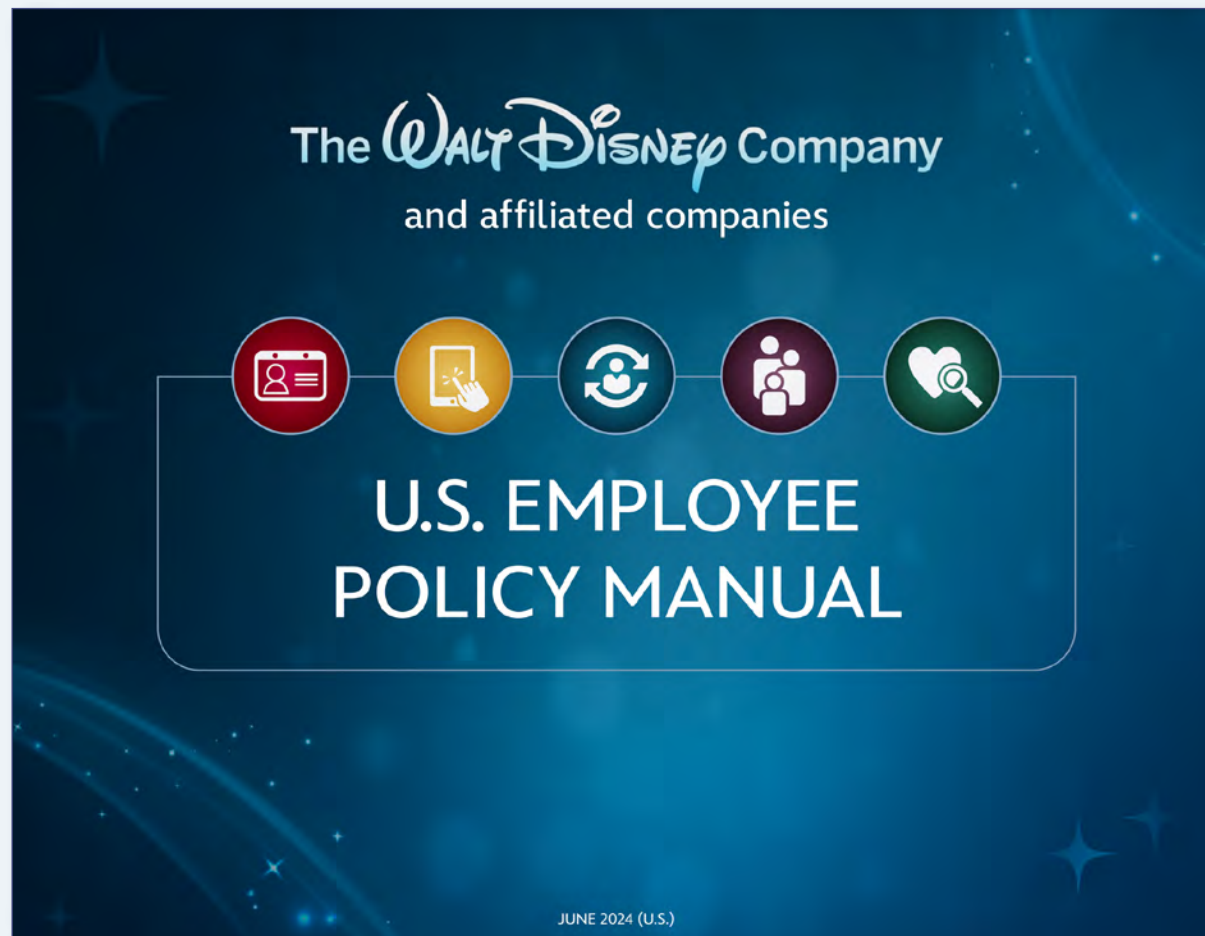 The WALT DISNEY Company
and affiliated companies
U.S. EMPLOYEE
POLICY MANUAL
JUNE 2024 (U.S.)